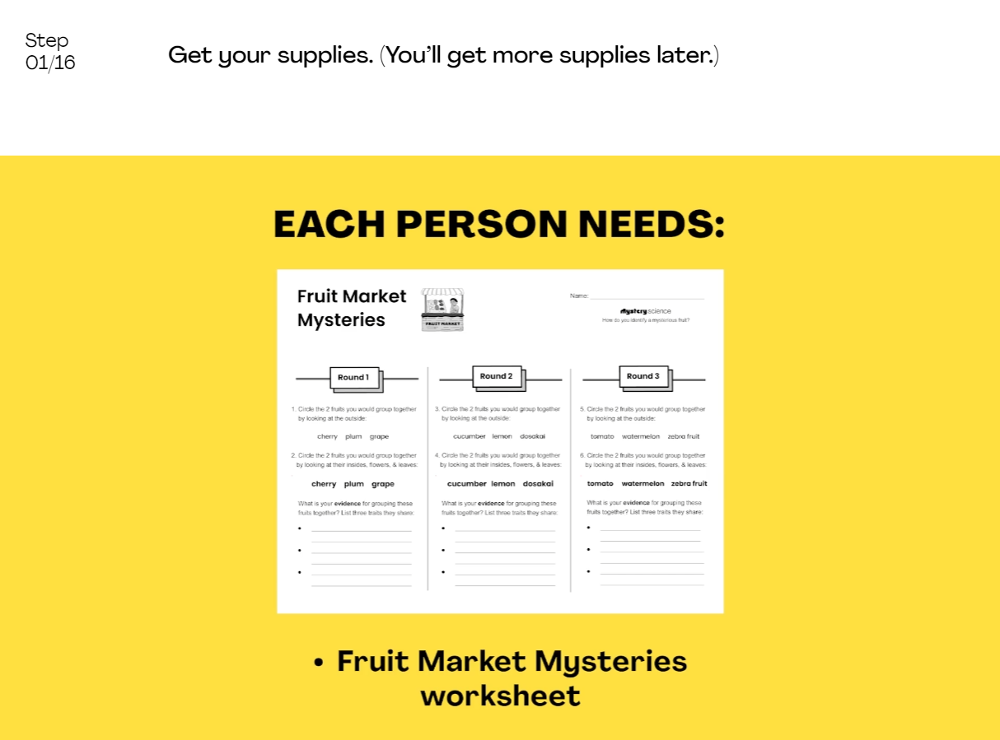 Step
01/16
Get your supplies. (You'll get more supplies later.)
EACH PERSON NEEDS:
Fruit Market
Mysteries
FRUIT MARKET
Name:
Mystery science
How do you identify a mysterious fruit?
Round 1
1. Circle the 2 fruits you would group together
by looking at the outside:
cherry plum grape
2. Circle the 2 fruits you would group together
by looking at their insides, flowers, & leaves:
cherry plum grape
What is your evidence for grouping these
fruits together? List three traits they share:
Round 2
3. Circle the 2 fruits you would group together
by looking at the outside:
cucumber lemon dosakai
4. Circle the 2 fruits you would group together
by looking at their insides, flowers, & leaves:
cucumber lemon dosakai
What is your evidence for grouping these
fruits together? List three traits they share:
Round 3
5. Circle the 2 fruits you would group together
by looking at the outside:
tomato watermelon zebra fruit
6. Circle the 2 fruits you would group together
by looking at their insides, flowers, & leaves:
tomato watermelon zebra fruit
What is your evidence for grouping these
fruits together? List three traits they share:
• Fruit Market Mysteries
worksheet